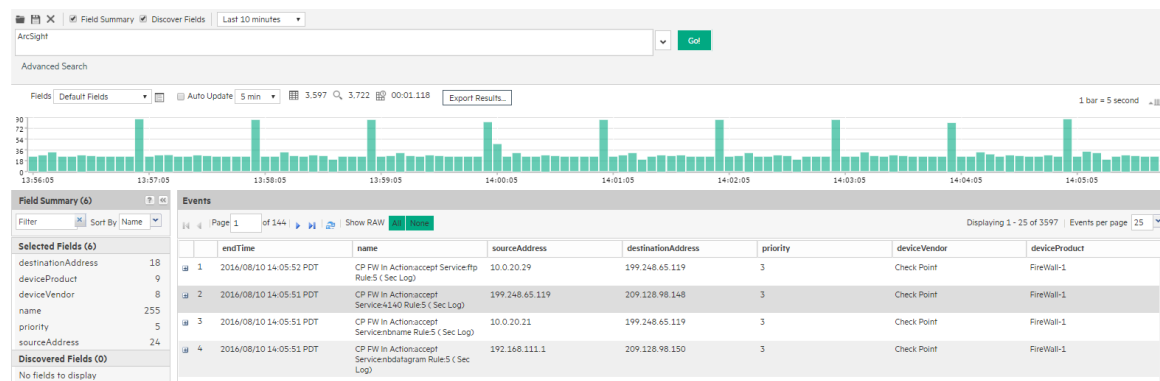 Field Summary Discover Fields Last 10 minutes
ArcSight
Go!
Advanced Search
Fields Default Fields Auto Update 5 min 3,597 3,722 00:01.118 Export Results...
1 bar = 5 second
90
72
54
36
18
0
13:56:05 13:57:05 13:58:05 13:59:05 14:00:05 14:01:05 14:02:05 14:03:05 14:04:05 14:05:05
Field Summary (6) ? «
Filter Sort By Name
Selected Fields (6)
destinationAddress 18
deviceProduct 9
deviceVendor 8
name 255
priority 5
sourceAddress 24
Discovered Fields (0)
No fields to display
Events
Page 1 of 144 Show RAW All None Displaying 1 - 25 of 3597 Events per page 25
endTime name sourceAddress destinationAddress priority deviceVendor deviceProduct
1 2016/08/10 14:05:52 PDT CP FW In Action:accept Service:ftp 10.0.20.29 199.248.65.119 3 Check Point FireWall-1
Rule:5 ( Sec Log)
2 2016/08/10 14:05:51 PDT CP FW In Action:accept 199.248.65.119 209.128.98.148 3 Check Point FireWall-1
Service:4140 Rule:5 ( Sec Log)
3 2016/08/10 14:05:51 PDT CP FW In Action:accept 10.0.20.21 199.248.65.119 3 Check Point FireWall-1
Service:nbname Rule:5 ( Sec Log)
4 2016/08/10 14:05:51 PDT CP FW In Action:accept 192.168.111.1 209.128.98.150 3 Check Point FireWall-1
Service:nbdatagram Rule:5 ( Sec
Log)